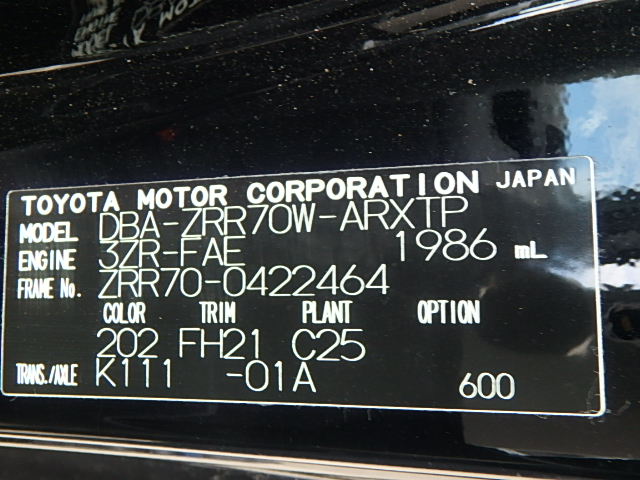 TOYOTA MOTOR CORPORATION JAPAN
MODEL DBA-ZRR70W-ARXTP
ENGINE 3ZR-FAE 1986 mL
FRAME No. ZRR70-0422464
COLOR TRIM PLANT OPTION
202 FH21 C25
TRANS./AXLE K111 -01A 600